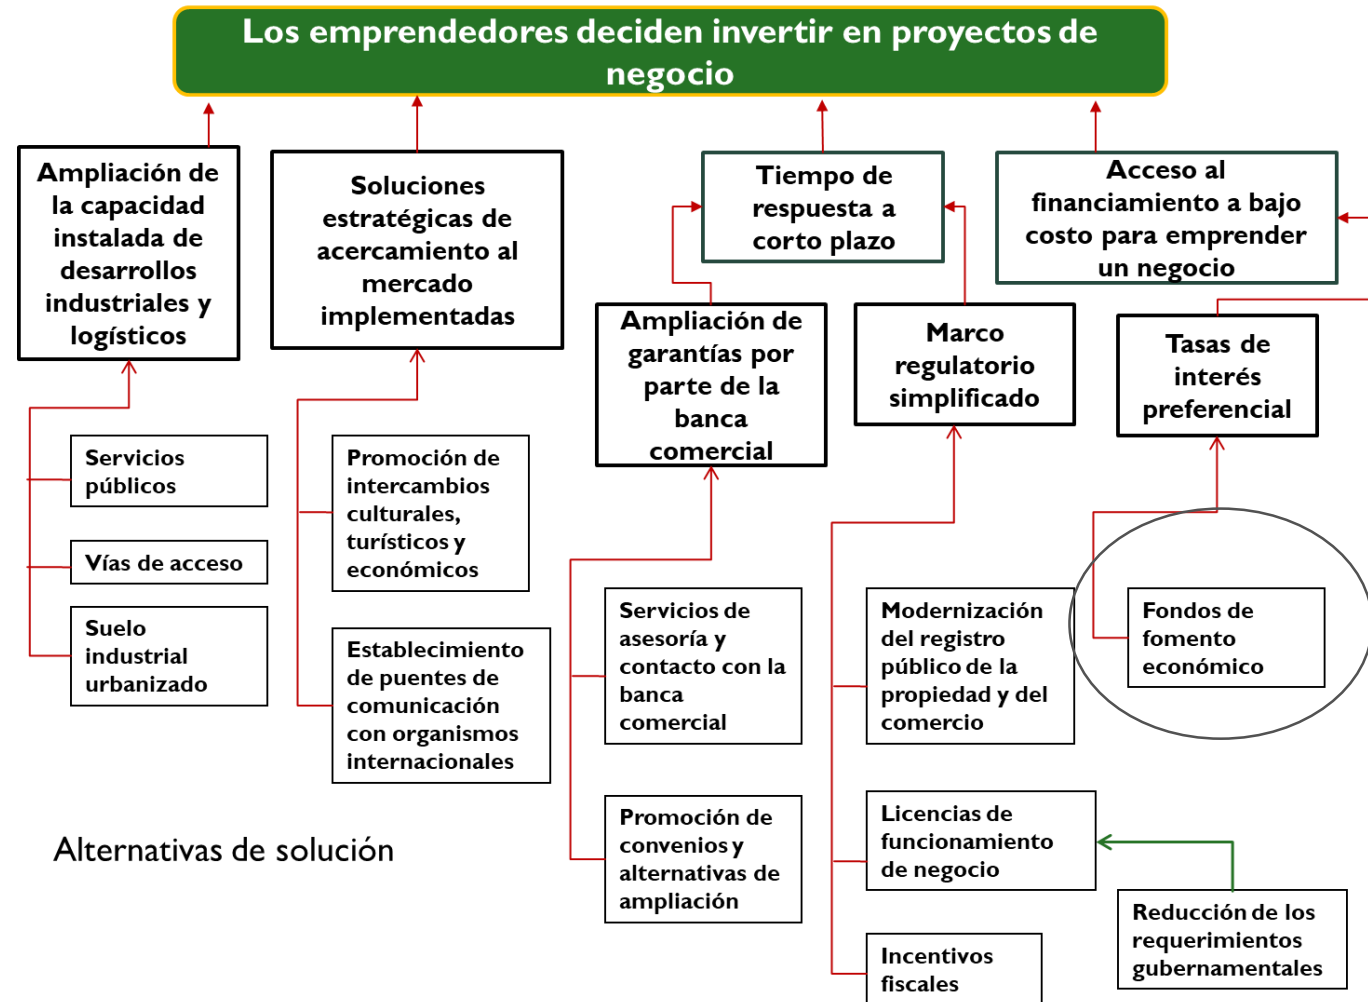 Los emprendedores deciden invertir en proyectos de
negocio
Ampliación de
la capacidad
instalada de
desarrollos
industriales y
logísticos
Soluciones
estratégicas de
acercamiento al
mercado
implementadas
Tiempo de
respuesta a
corto plazo
Acceso al
financiamiento a bajo
costo para emprender
un negocio
Ampliación de
garantías por
parte de la
banca
comercial
Marco
regulatorio
simplificado
Tasas de
interés
preferencial
Servicios
públicos
Vías de acceso
Suelo
industrial
urbanizado
Promoción de
intercambios
culturales,
turísticos y
económicos
Establecimiento
de puentes de
comunicación
con organismos
internacionales
Servicios de
asesoría y
contacto con la
banca
comercial
Promoción de
convenios y
alternativas de
ampliación
Modernización
del registro
público de la
propiedad y del
comercio
Licencias de
funcionamiento
de negocio
Incentivos
fiscales
Fondos de
fomento
económico
Reducción de los
requerimientos
gubernamentales
Alternativas de solución